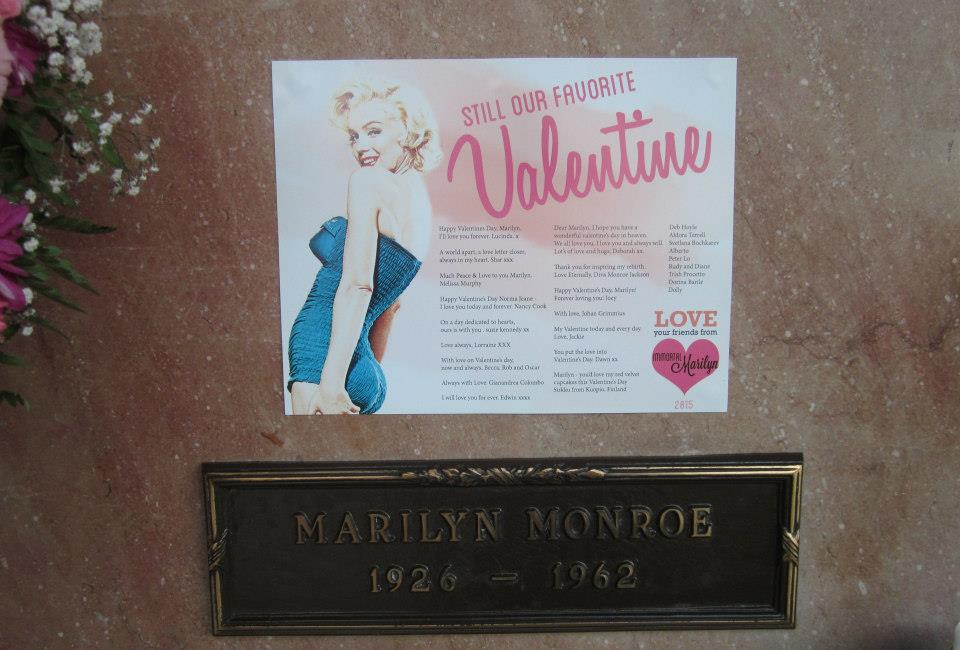 STILL OUR FAVORITE
Valentine
Happy Valentines Day, Marilyn.
I'll love you forever. Lucinda. x
A world apart, a love letter closer,
always in my heart. Shar xxx
Much Peace & Love to you Marilyn.
Melissa Murphy
Happy Valentine's Day Norma Jeane -
I love you today and forever. Nancy Cook
On a day dedicated to hearts,
ours is with you . susie kennedy xx
Love always, Lorraine XXX
With love on Valentine's day,
now and always. Becca, Rob and Oscar
Always with Love. Gianandrea Colombo
I will love you for ever. Edwin xxxx
Dear Marilyn, I hope you have a
wonderful valentine's day in heaven.
We all love you, I love you and always will.
Lot's of love and hugs, Deborah xx.
Thank you for inspiring my rebirth.
Love Eternally, Diva Monroe Jackson
Happy Valentine's Day, Marilyn!
Forever loving you! Joey
With love, Johan Grimmius
My Valentine today and every day.
Love, Jackie
You put the love into
Valentine's Day. Dawn xx
Marilyn - you'd love my red velvet
cupcakes this Valentine's Day
Sirkku from Kuopio, Finland
Deb Hoyle
Aldora Tarrell
Svetlana Bochkarev
Alberto
Peter Lo
Rudy and Diane
Trish Procetto
Dorina Barile
Dolly
LOVE
your friends from
IMMORTAL
Marilyn
2015
MARILYN MONROE
1926 – 1962